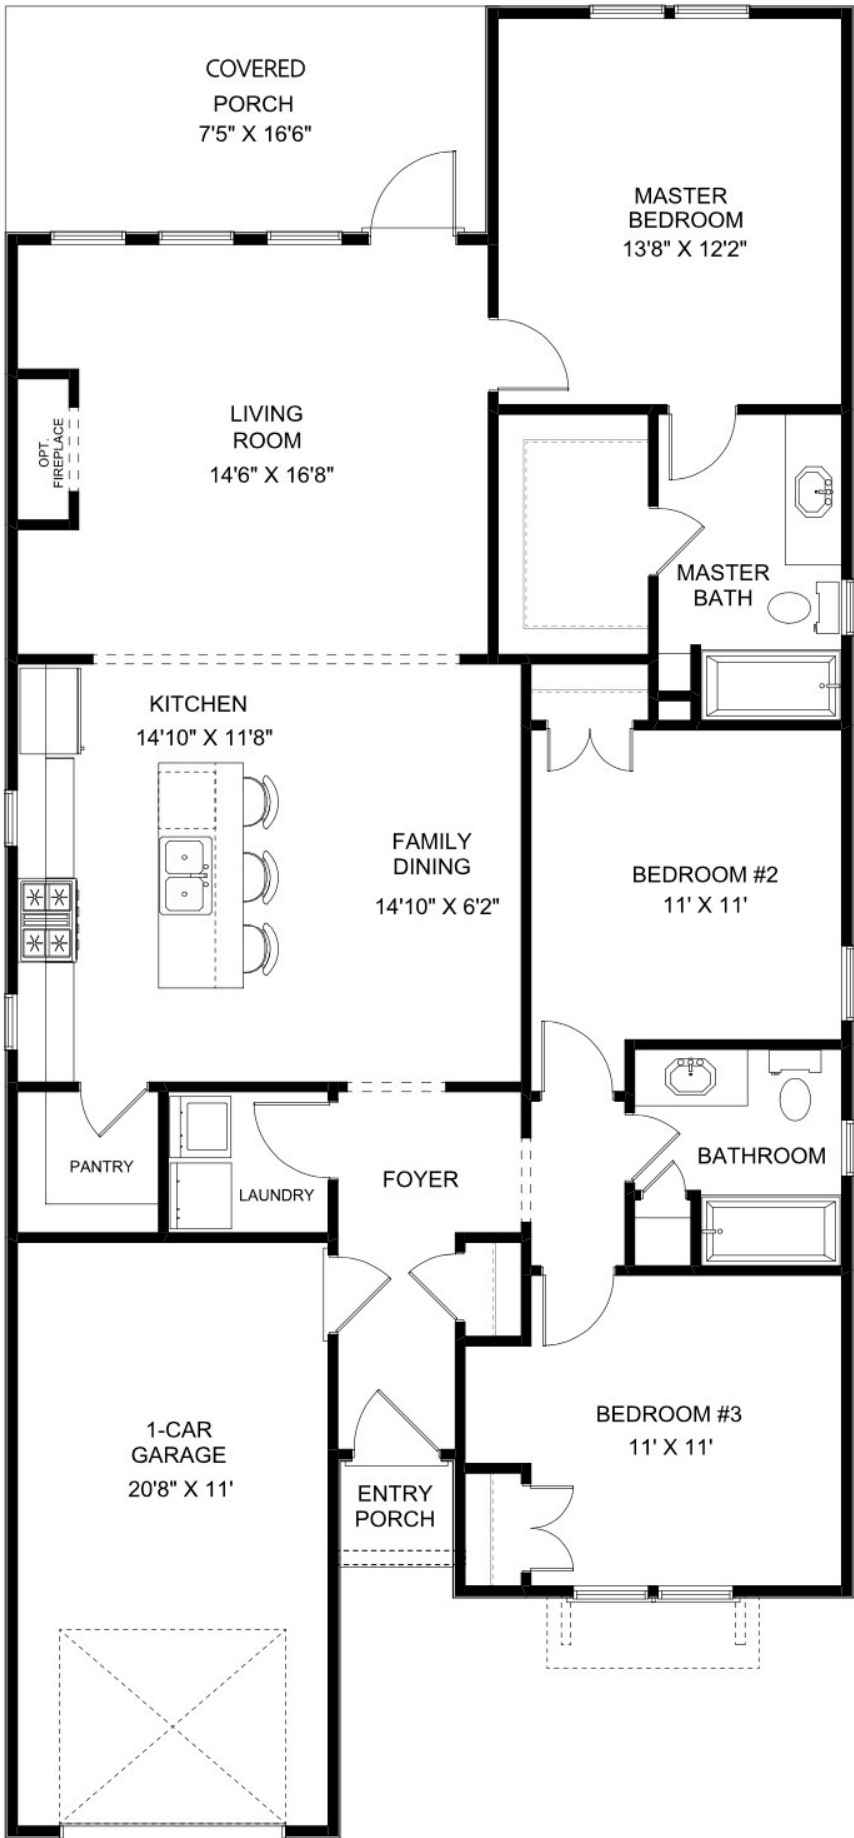 COVERED
PORCH
7'5" X 16'6"
MASTER
BEDROOM
13'8" X 12'2"
LIVING
ROOM
14'6" X 16'8"
OPT.
FIREPLACE
MASTER
BATH
KITCHEN
14'10" X 11'8"
FAMILY
DINING
14'10" X 6'2"
BEDROOM #2
11' X 11'
PANTRY
LAUNDRY
FOYER
BATHROOM
1-CAR
GARAGE
20'8" X 11'
ENTRY
PORCH
BEDROOM #3
11' X 11'